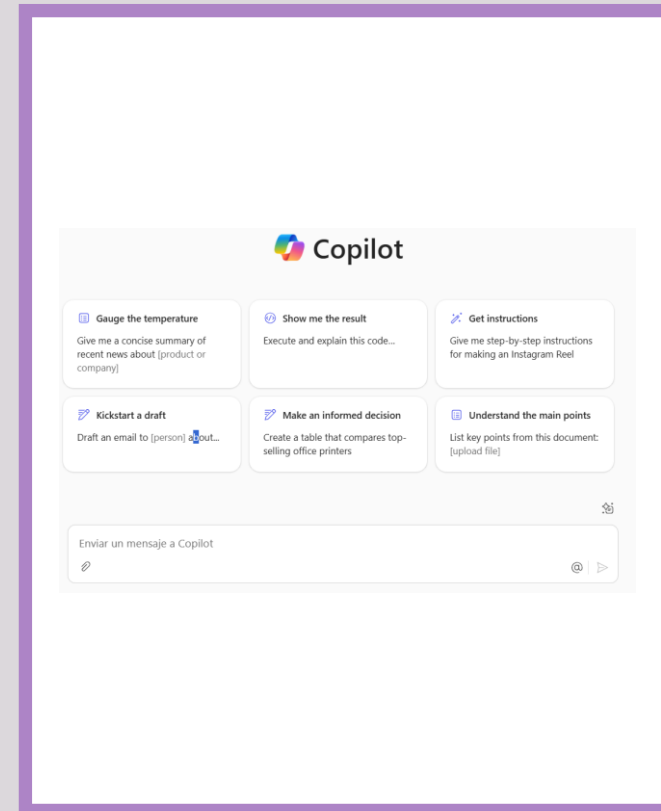 Copilot
Gauge the temperature
Give me a concise summary of
recent news about [product or
company]
Show me the result
Execute and explain this code...
Get instructions
Give me step-by-step instructions
for making an Instagram Reel
Kickstart a draft
Draft an email to [person] about...
Make an informed decision
Create a table that compares top-
selling office printers
Understand the main points
List key points from this document:
[upload file]
Enviar un mensaje a Copilot
@